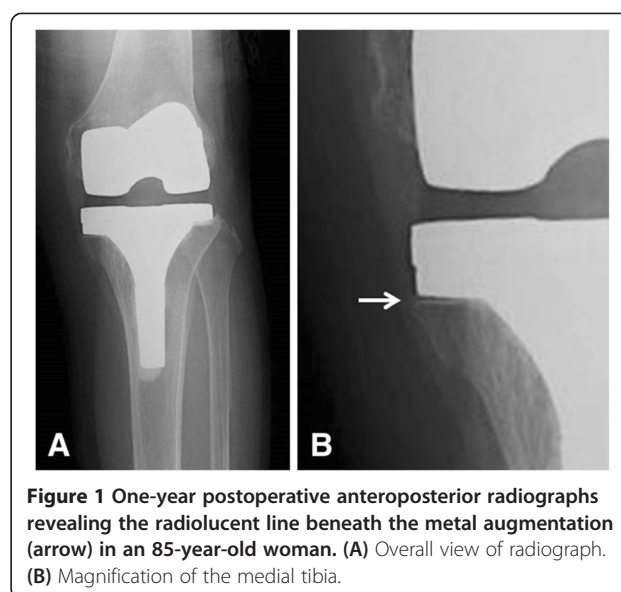 A
B
Figure 1 One-year postoperative anteroposterior radiographs
revealing the radiolucent line beneath the metal augmentation
(arrow) in an 85-year-old woman. (A) Overall view of radiograph.
(B) Magnification of the medial tibia.